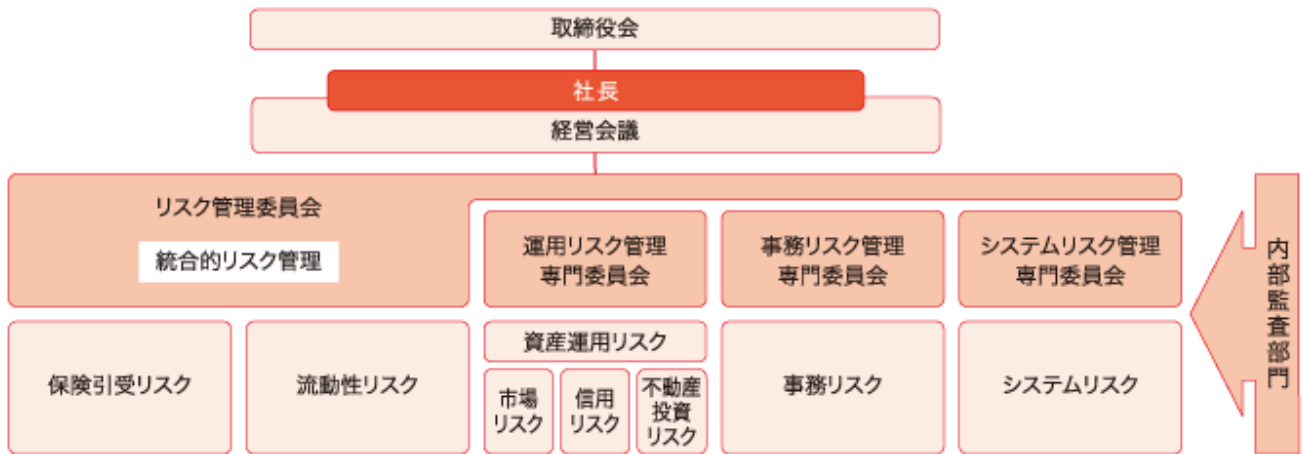 取締役会
社長
経営会議
リスク管理委員会
統合的リスク管理
運用リスク管理
専門委員会
事務リスク管理
専門委員会
システムリスク管理
専門委員会
保険引受リスク
流動性リスク
資産運用リスク
市場
リスク
信用
リスク
不動産
投資
リスク
事務リスク
システムリスク
内部監査部門